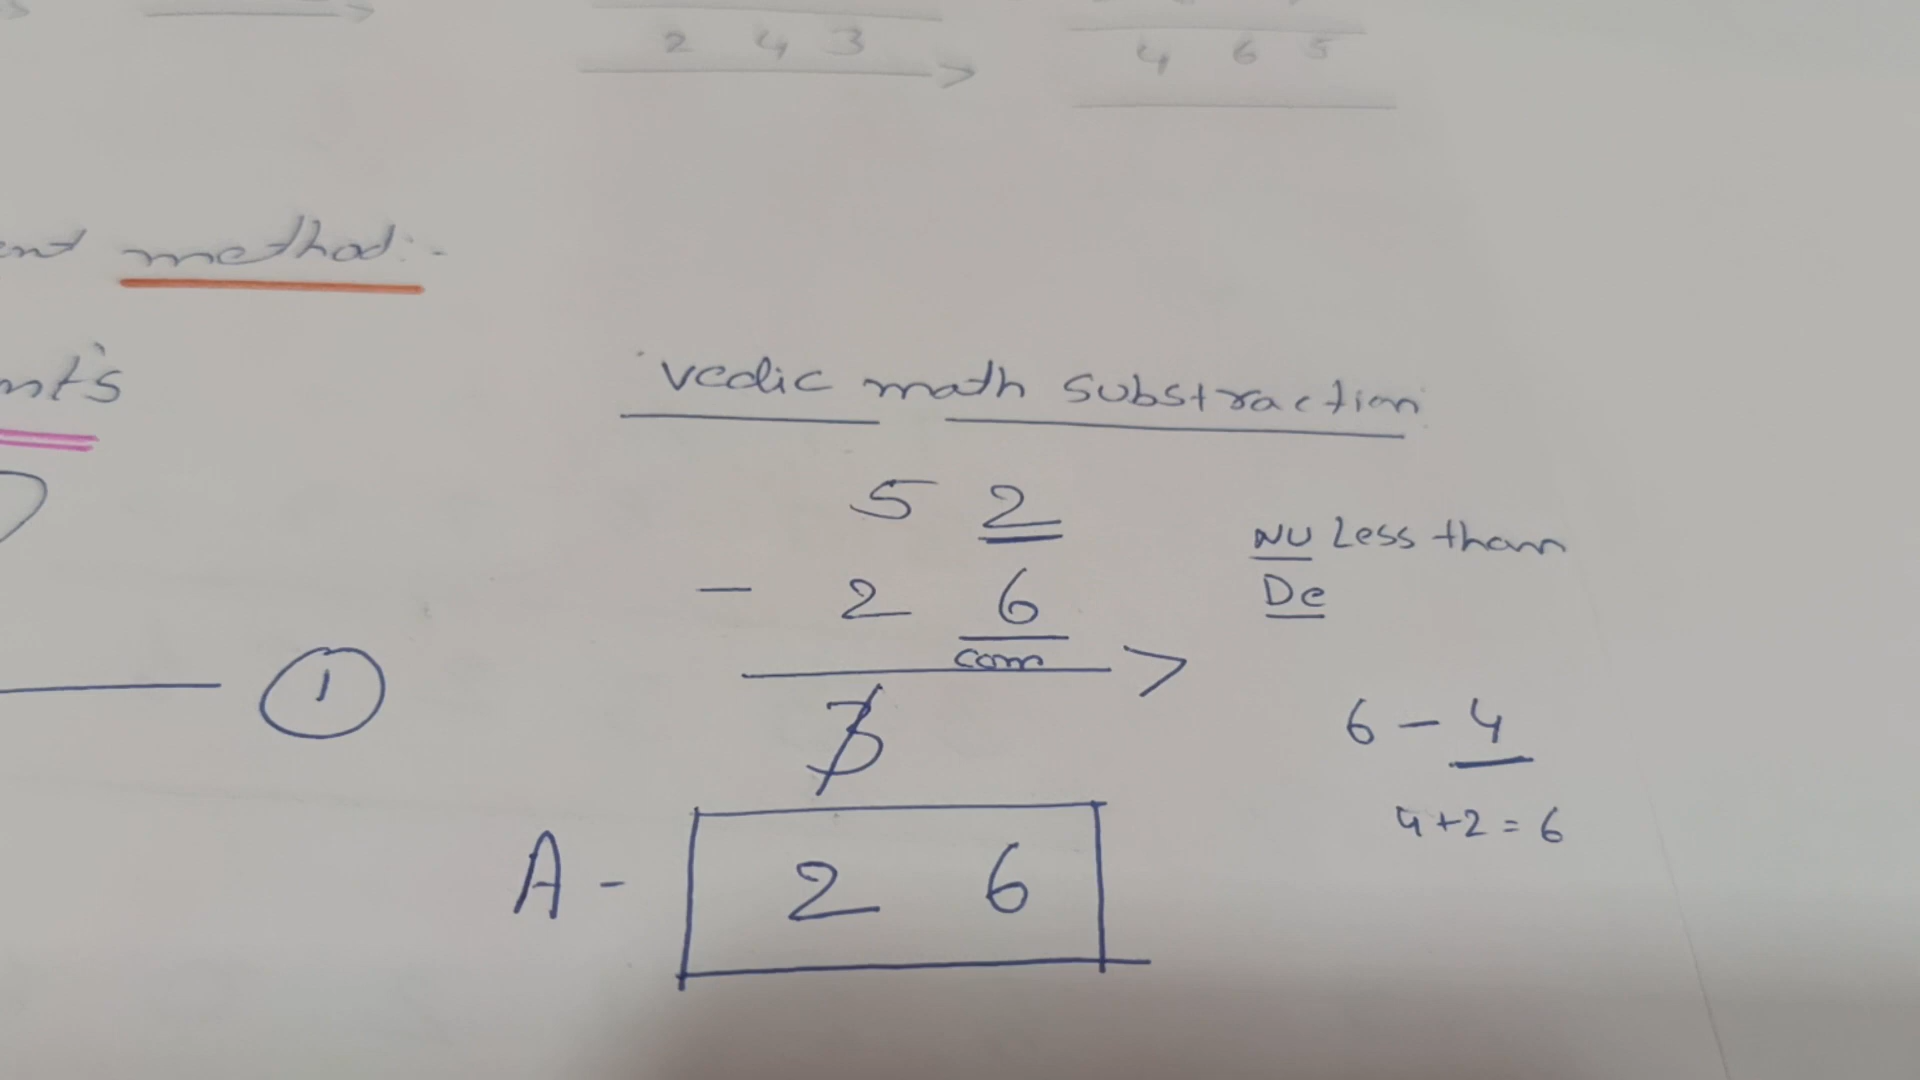 2 4 3
4 6 5
method:-
vedic math substraction
5 2
- 2 6
com
3
A - 2 6
NU Less than
De
6 - 4
4+2=6
1